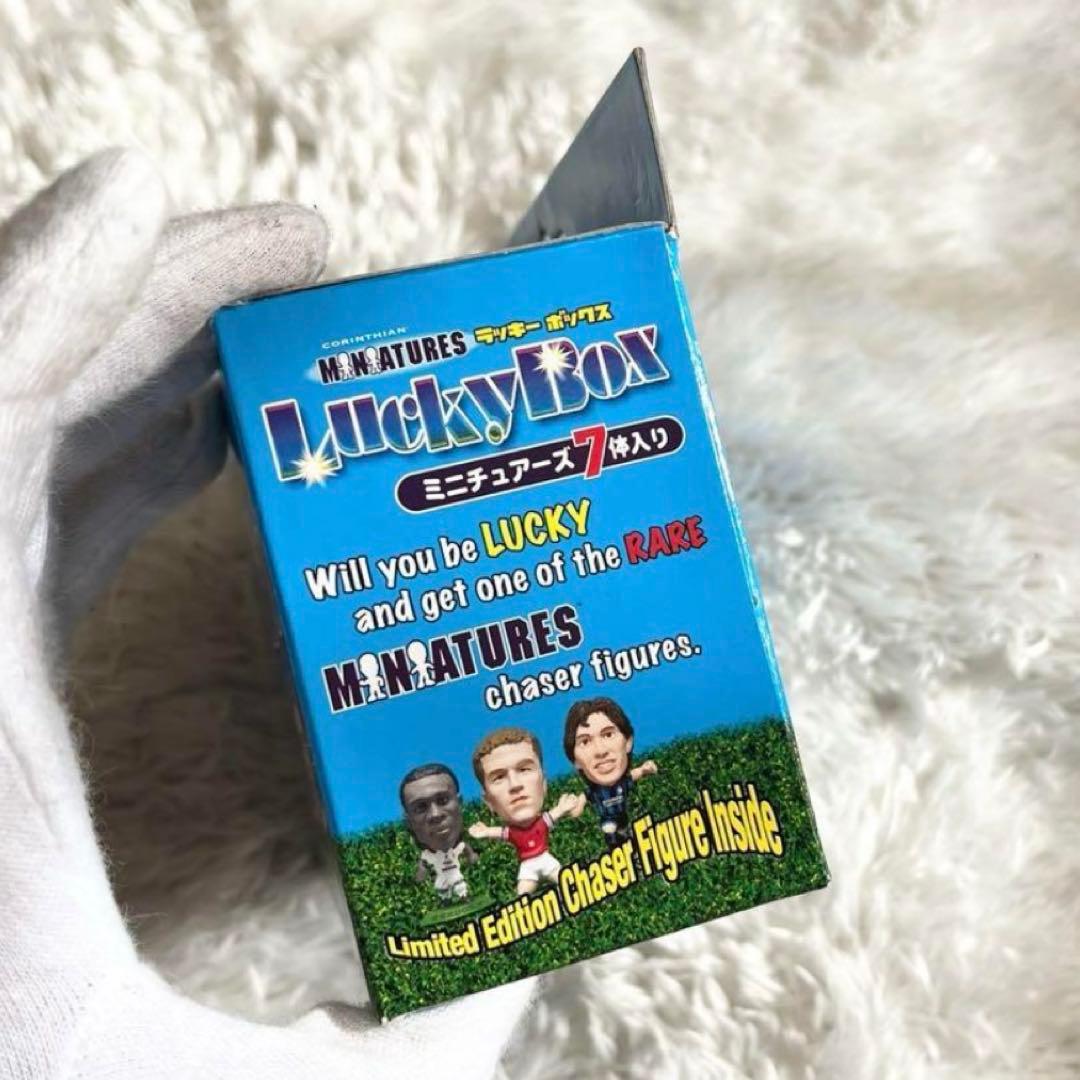 CORINTHIAN
MINIATURES ラッキー ボックス
LuckyBox
ミニチュアーズ7体入り
Will you be LUCKY
and get one of the RARE
MINIATURES™
chaser figures.
Limited Edition Chaser Figure Inside